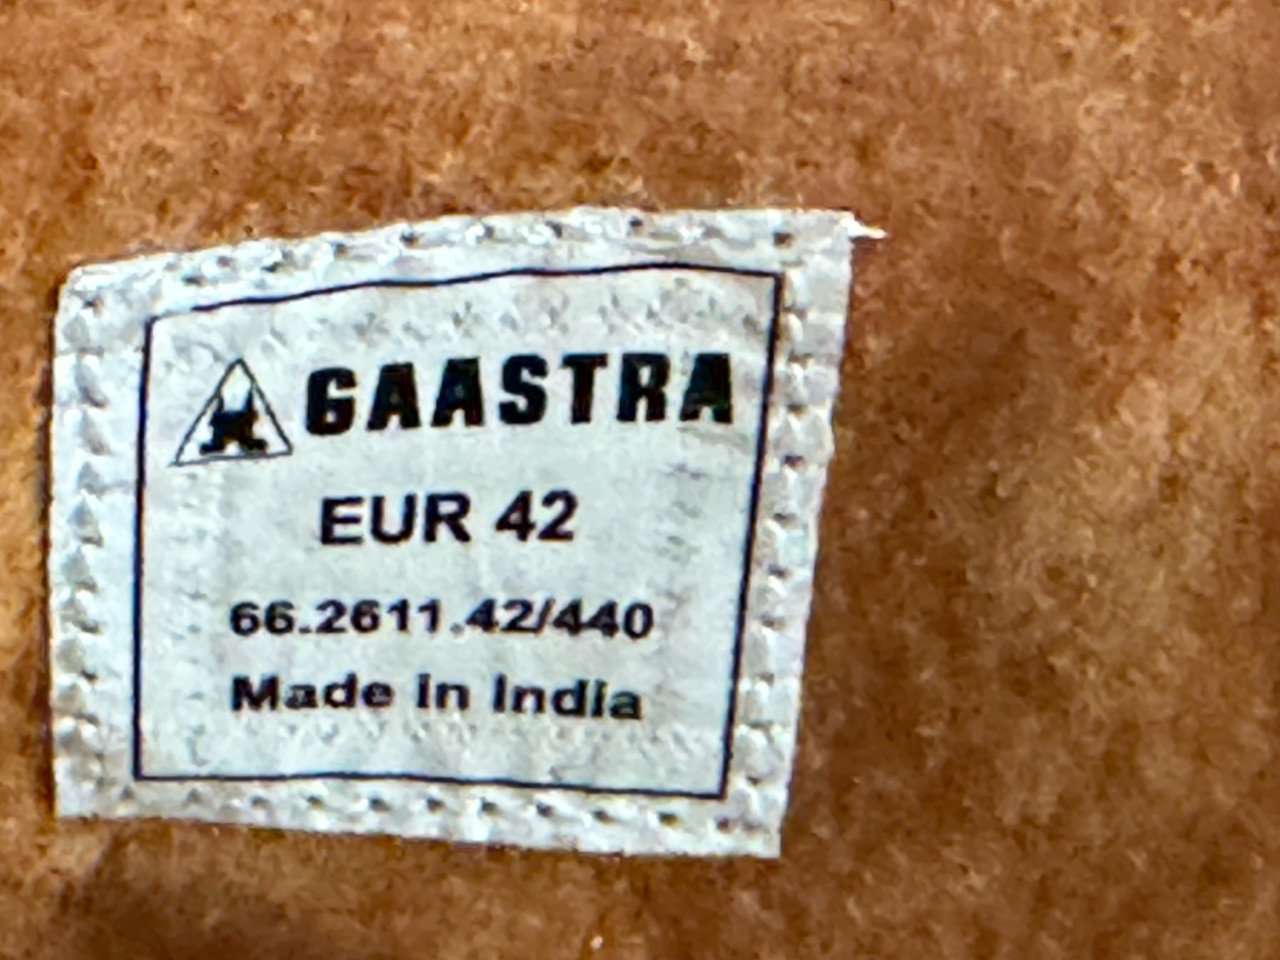 GAASTRA
EUR 42
66.2611.42/440
Made in India